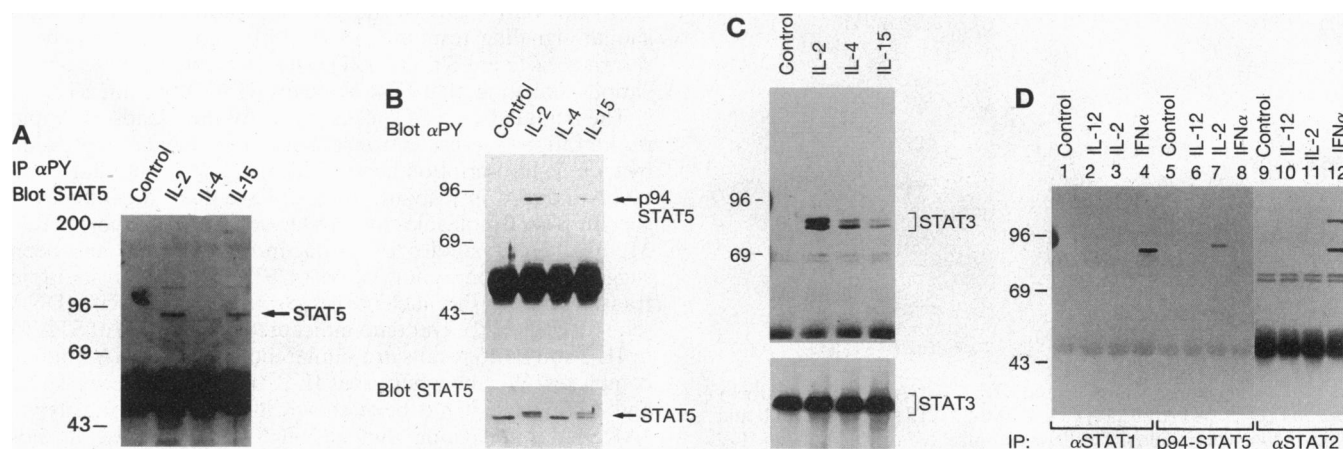 A
IP αPY
Blot STAT5
Control
IL-2
IL-4
IL-15
200
96
69
43
STAT5
B
Blot αPY
Control
IL-2
IL-4
IL-15
96
69
43
p94
STAT5
Blot STAT5
STAT5
C
Control
IL-2
IL-4
IL-15
96
69
STAT3
STAT3
D
Control
IL-12
IL-2
IFNα
Control
IL-12
IL-2
IFNα
Control
IL-12
IL-2
IFNα
1 2 3 4 5 6 7 8 9 10 11 12
96
69
43
IP: αSTAT1 p94-STAT5 αSTAT2